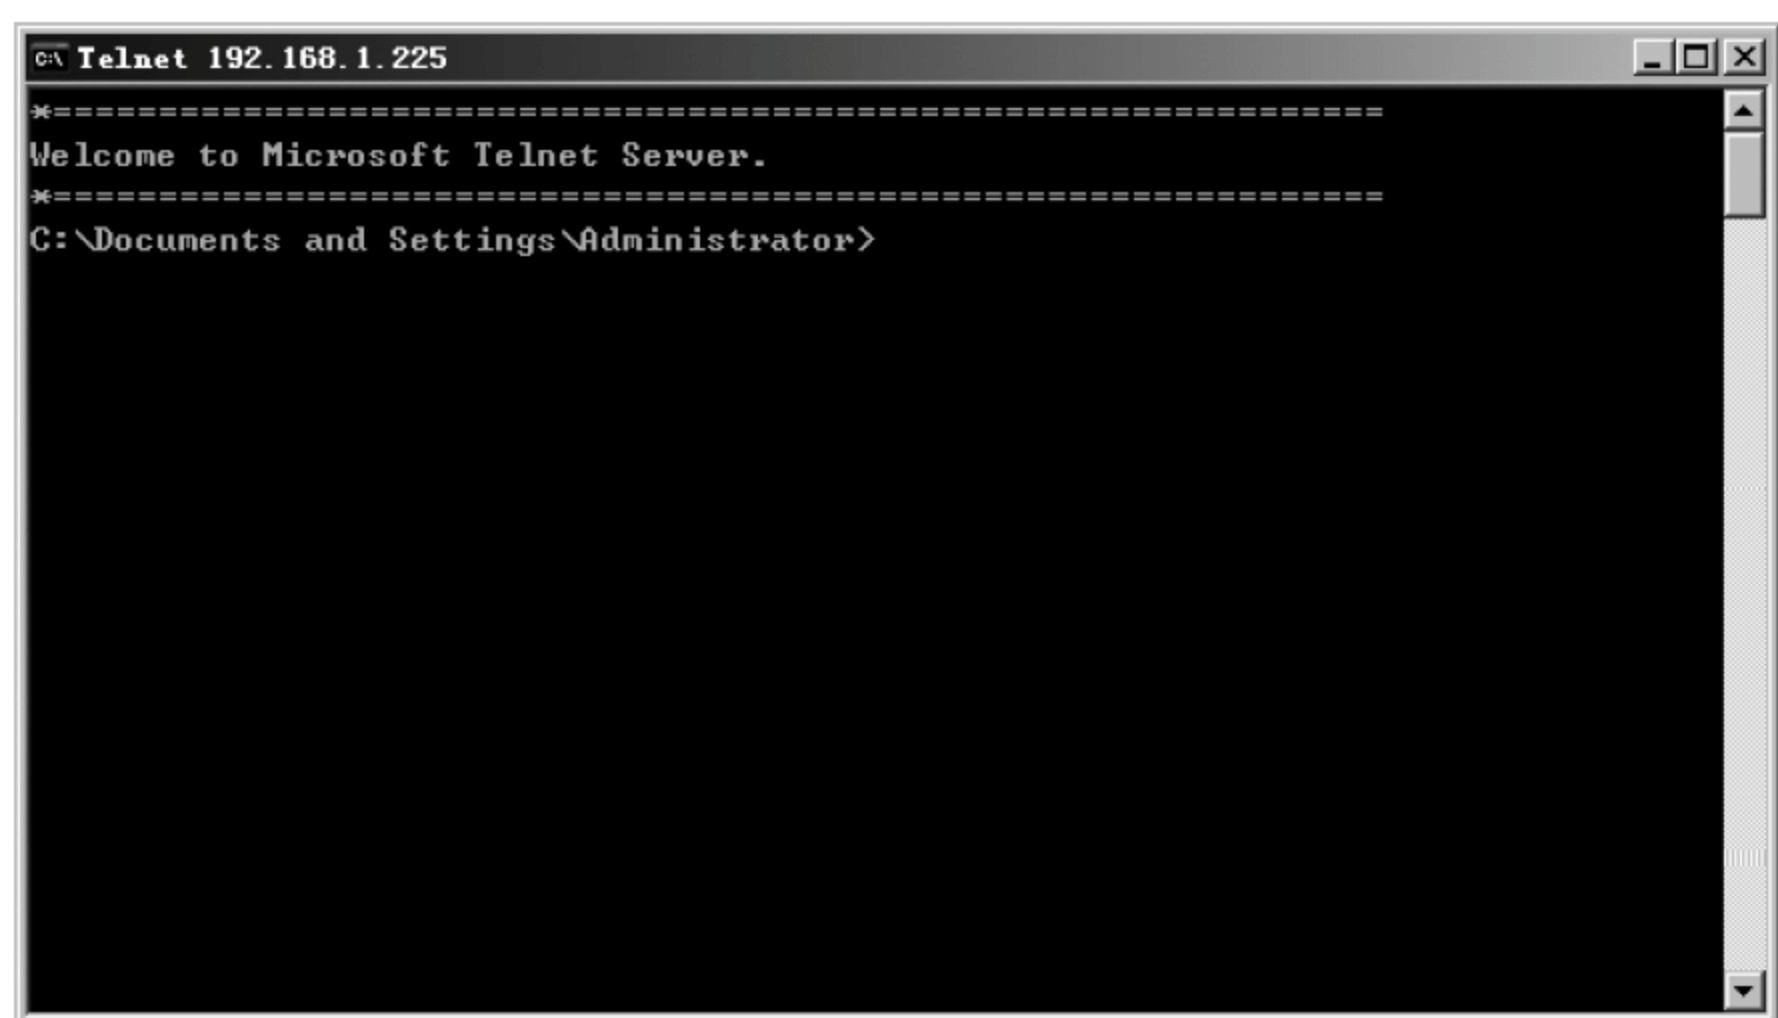 C:\ Telnet 192.168.1.225
*===============================================================
Welcome to Microsoft Telnet Server.
*===============================================================
C:\Documents and Settings\Administrator>